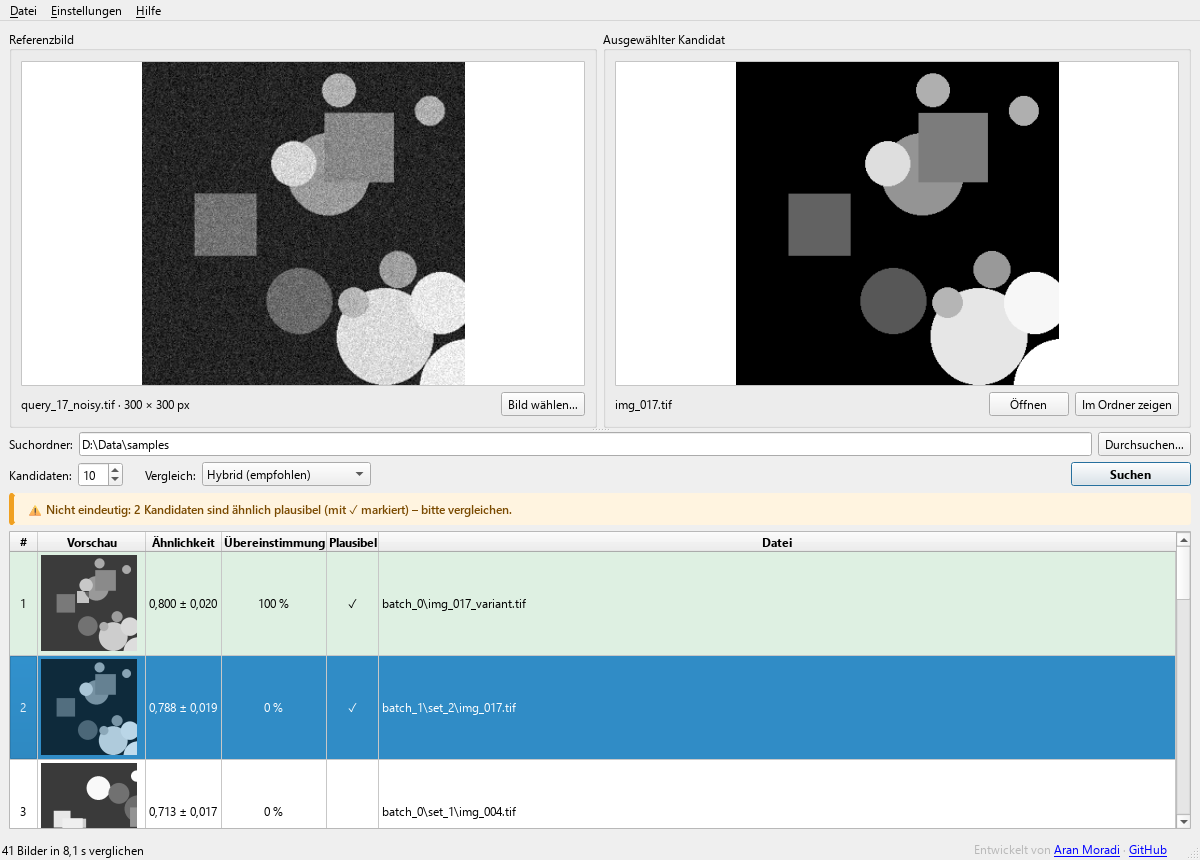 Datei Einstellungen Hilfe
Referenzbild
Ausgewählter Kandidat
query_17_noisy.tif · 300 × 300 px
Bild wählen...
img_017.tif
Öffnen
Im Ordner zeigen
Suchordner: D:\Data\samples
Durchsuchen...
Kandidaten: 10 Vergleich: Hybrid (empfohlen)
Suchen
⚠ Nicht eindeutig: 2 Kandidaten sind ähnlich plausibel (mit ✓ markiert) – bitte vergleichen.
# Vorschau Ähnlichkeit Übereinstimmung Plausibel Datei
1 0,800 ± 0,020 100 % ✓ batch_0\img_017_variant.tif
2 0,788 ± 0,019 0 % ✓ batch_1\set_2\img_017.tif
3 0,713 ± 0,017 0 % batch_0\set_1\img_004.tif
41 Bilder in 8,1 s verglichen
Entwickelt von Aran Moradi · GitHub